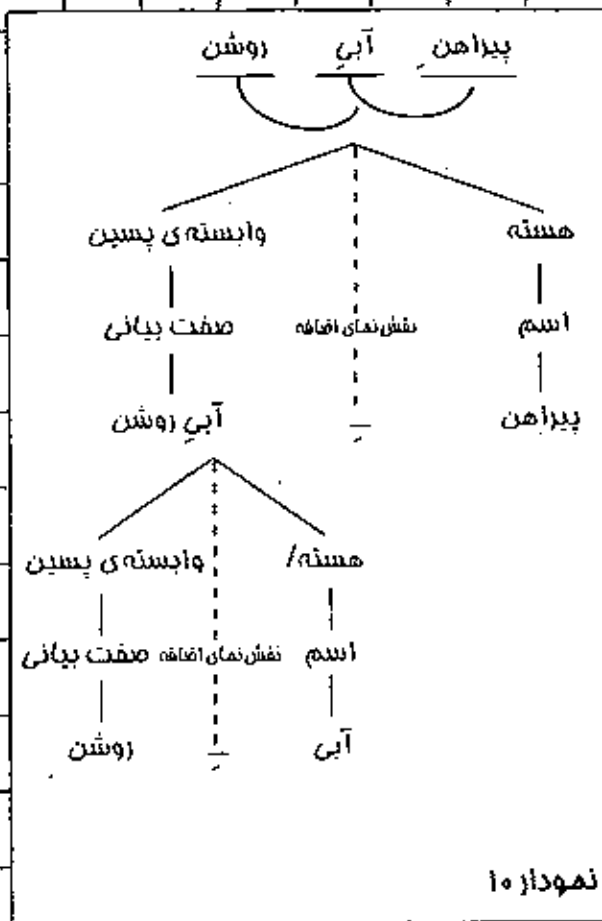 پیراهنِ آبیِ روشن
هسته وابسته‌ی پسین
اسم نقش‌نمای اضافه صفت بیانی
پیراهن ـِ آبیِ روشن
هسته/ وابسته‌ی پسین
اسم نقش‌نمای اضافه صفت بیانی
آبی ـِ روشن
نمودار ۱۰